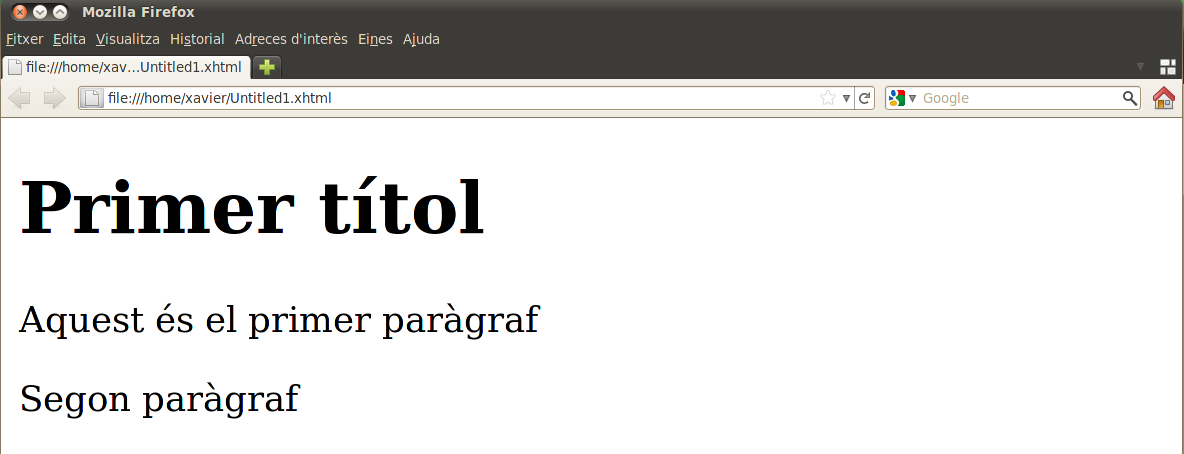 Mozilla Firefox
Fitxer Edita Visualitza Historial Adreces d'interès Eines Ajuda
file:///home/xav...Untitled1.xhtml
file:///home/xavier/Untitled1.xhtml Google
Primer títol
Aquest és el primer paràgraf
Segon paràgraf